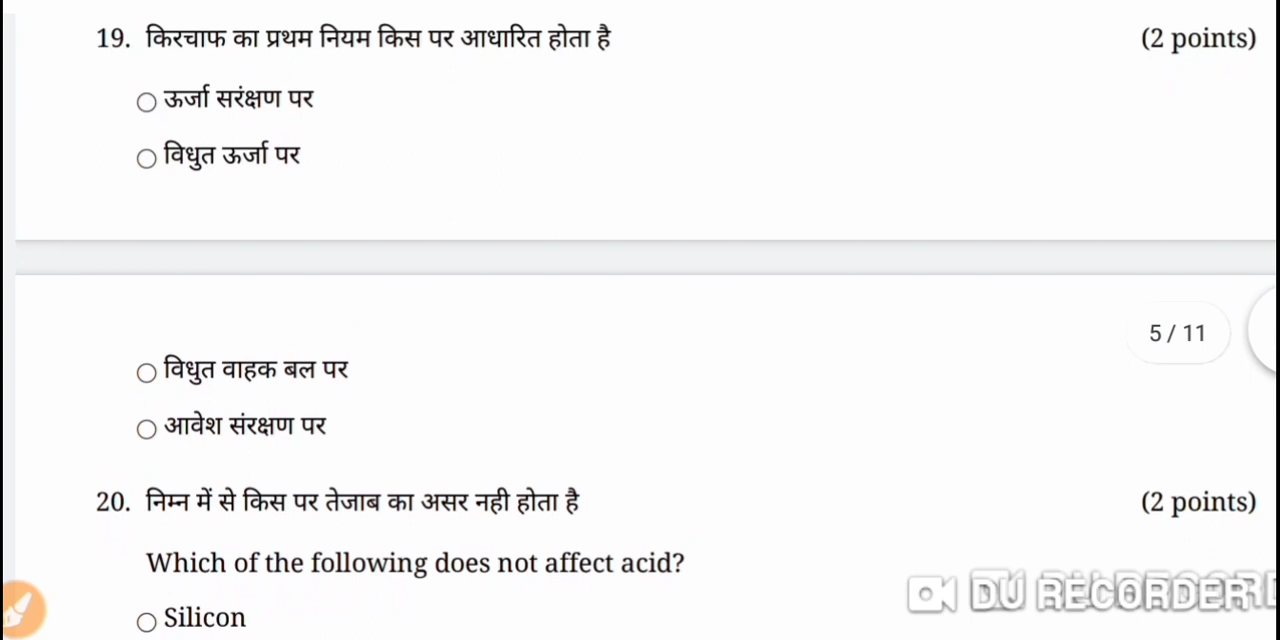 19. किरचाफ का प्रथम नियम किस पर आधारित होता है (2 points)
ऊर्जा सरंक्षण पर
विधुत ऊर्जा पर
5 / 11
विधुत वाहक बल पर
आवेश संरक्षण पर
20. निम्न में से किस पर तेजाब का असर नही होता है (2 points)
Which of the following does not affect acid?
Silicon
DU RECORDER